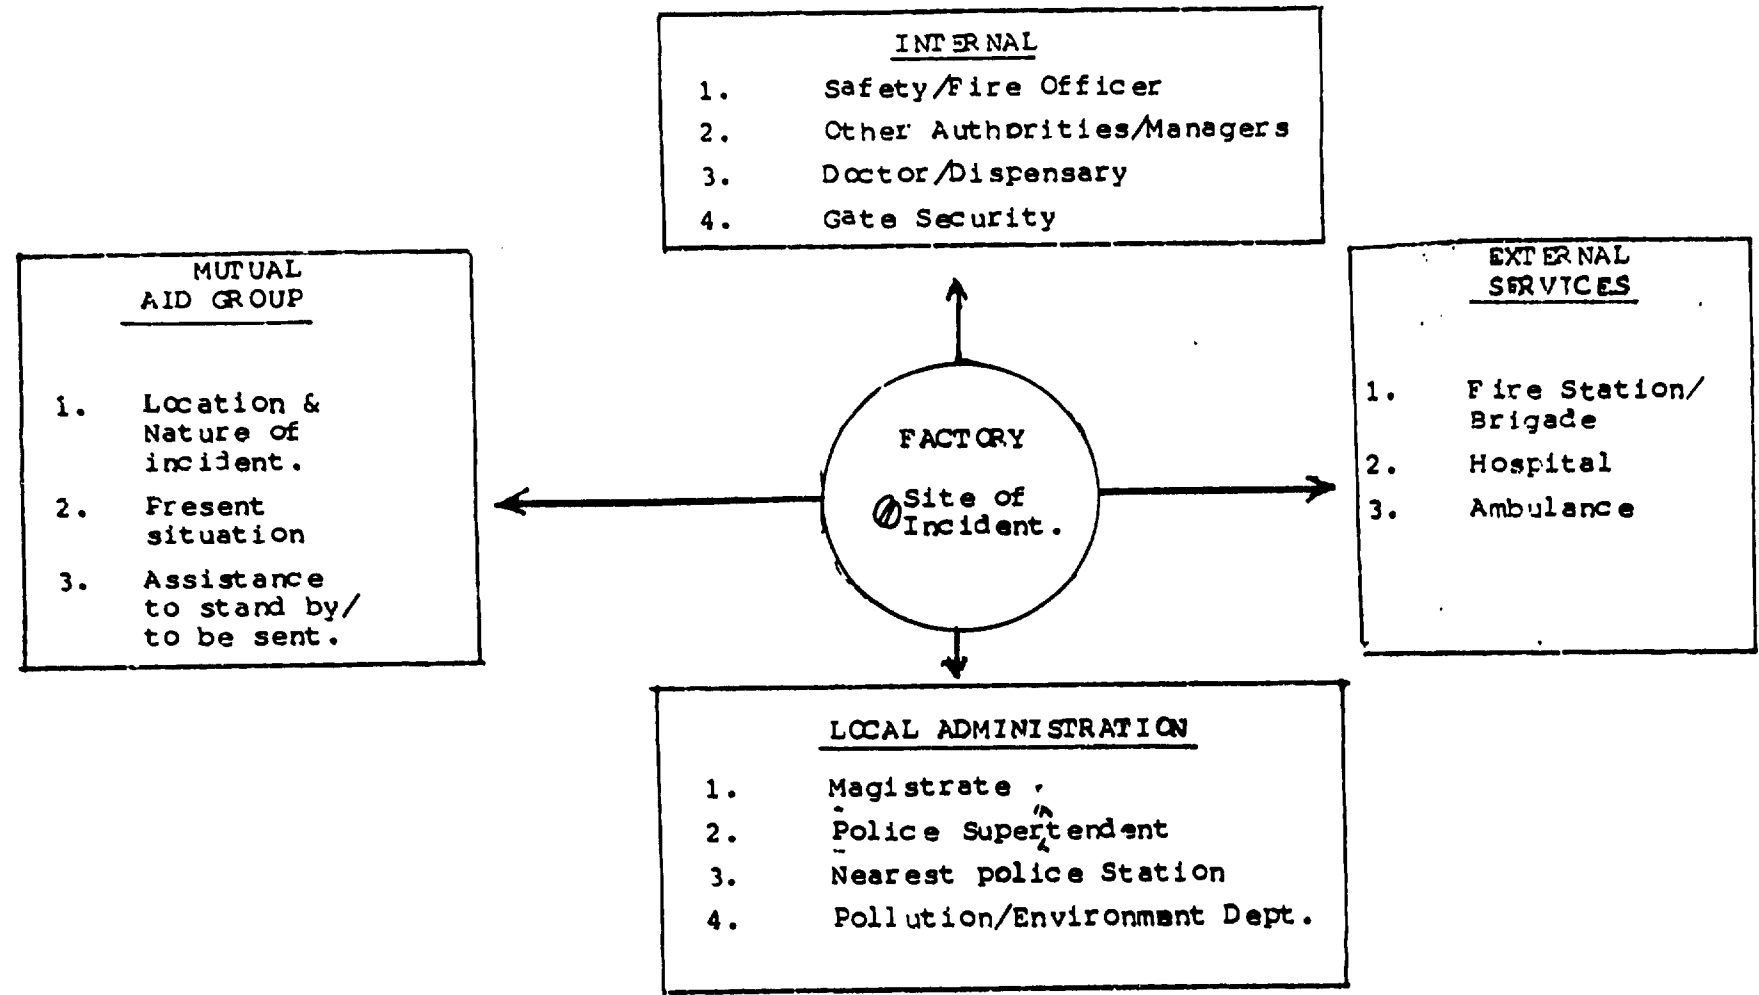 INTERNAL
1. Safety/Fire Officer
2. Other Authorities/Managers
3. Doctor/Dispensary
4. Gate Security
MUTUAL
AID GROUP
1. Location &
Nature of
incident.
2. Present
situation
3. Assistance
to stand by/
to be sent.
FACTORY
Site of
Incident.
EXTERNAL
SERVICES
1. Fire Station/
Brigade
2. Hospital
3. Ambulance
LOCAL ADMINISTRATION
1. Magistrate
2. Police Supertendent
in
3. Nearest police Station
4. Pollution/Environment Dept.